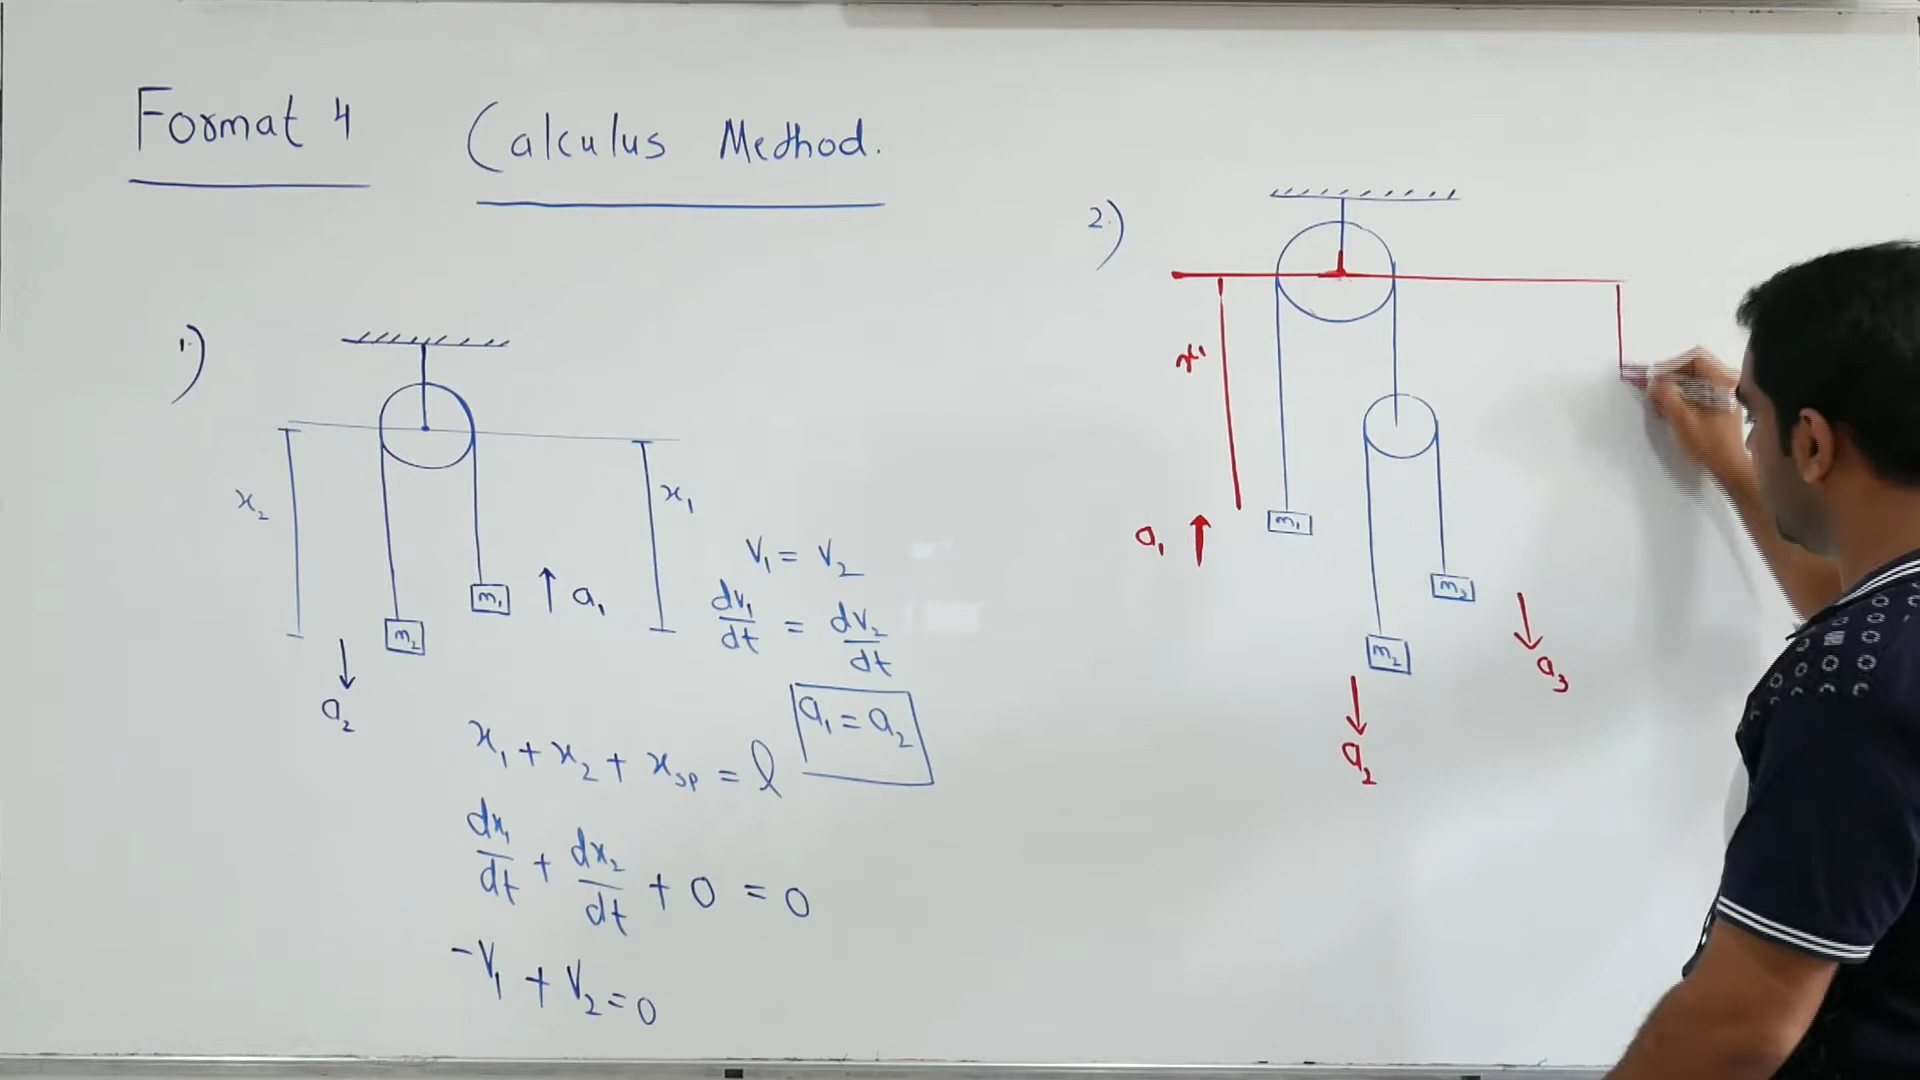 Format 4
Calculus Method.
1.)
x₂
x₁
m₁
m₂
↑ a₁
↓
a₂
V₁ = V₂
dv₁/dt = dv₂/dt
a₁ = a₂
x₁ + x₂ + xsp = l
dx₁/dt + dx₂/dt + 0 = 0
-V₁ + V₂ = 0
2.)
x₁
a₁ ↑
m₁
m₃
m₂
↓
a₃
↓
a₂